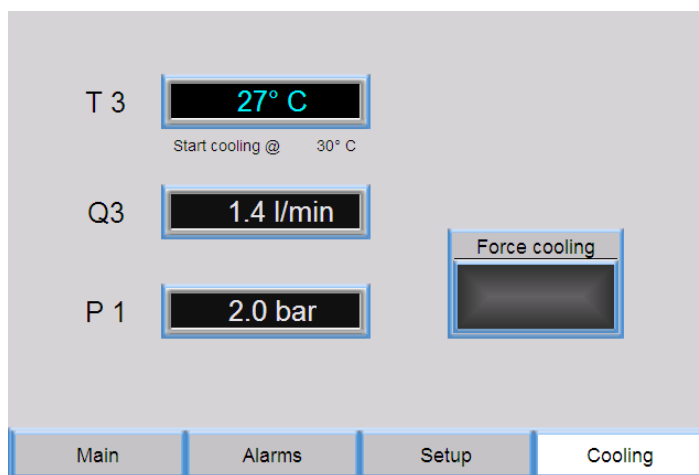 T 3 27° C
Start cooling @ 30° C
Q3 1.4 l/min
Force cooling
P 1 2.0 bar
Main Alarms Setup Cooling